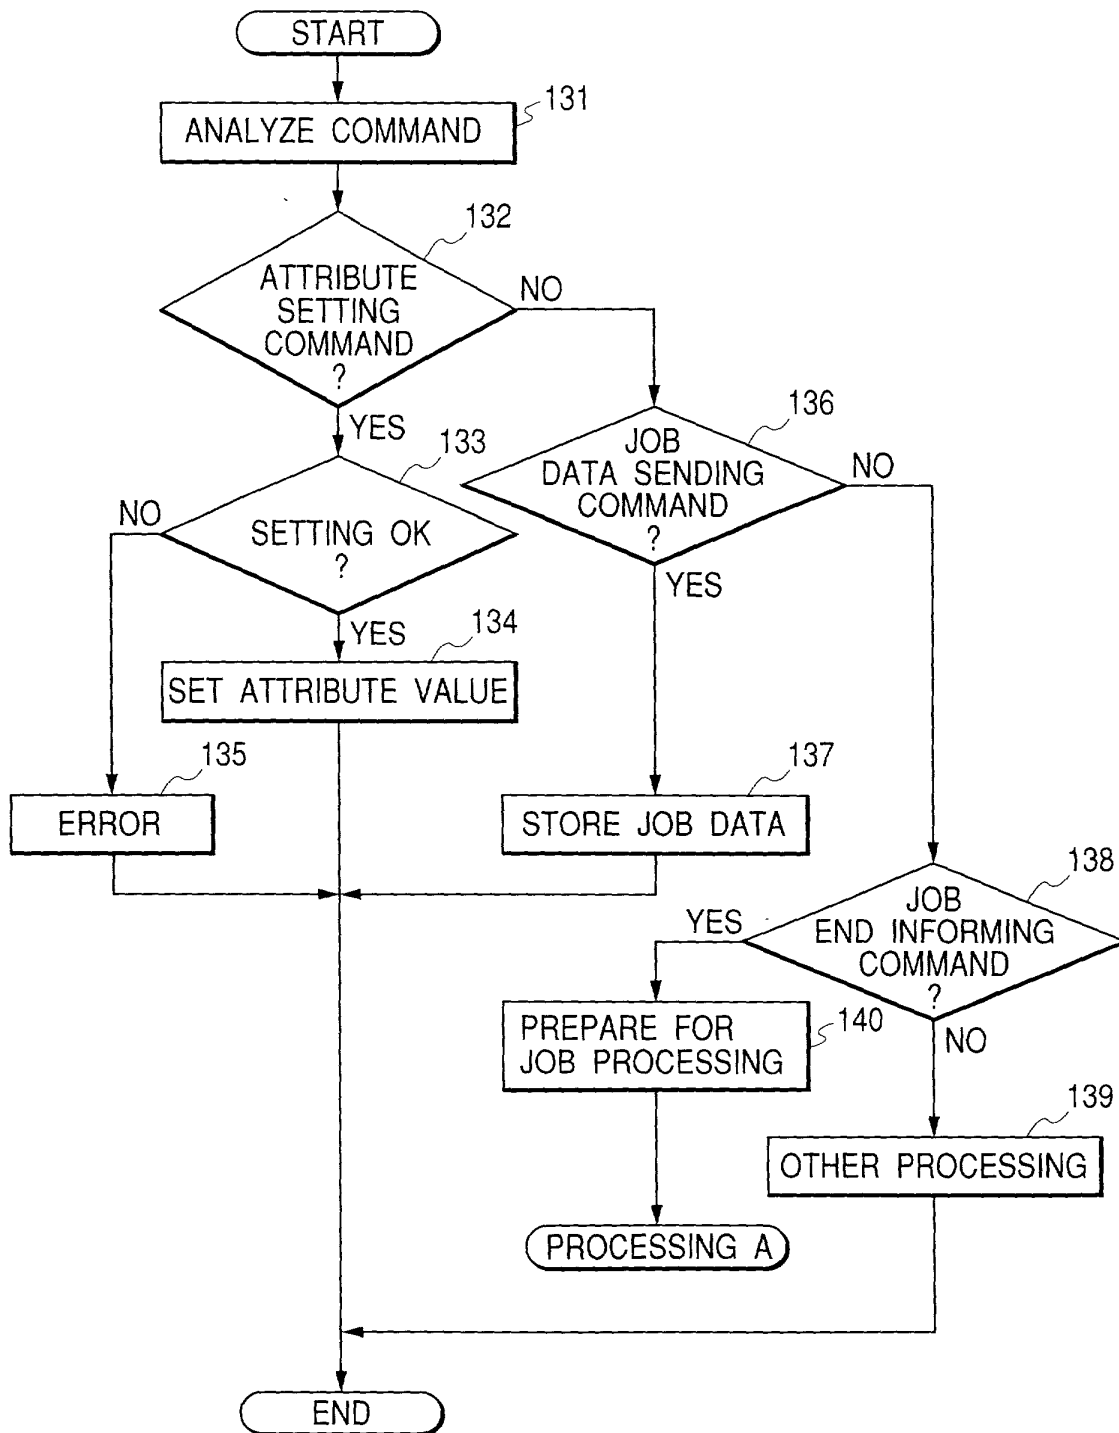 START
131
ANALYZE COMMAND
132
ATTRIBUTE
SETTING
COMMAND
?
NO
YES
133
SETTING OK
?
NO
YES
134
SET ATTRIBUTE VALUE
135
ERROR
136
JOB
DATA SENDING
COMMAND
?
NO
YES
137
STORE JOB DATA
138
JOB
END INFORMING
COMMAND
?
YES
NO
140
PREPARE FOR
JOB PROCESSING
139
OTHER PROCESSING
PROCESSING A
END